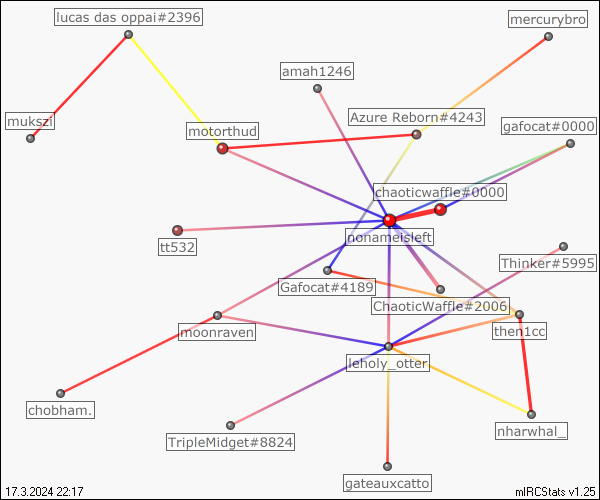 lucas das oppai#2396
mercurybro
amah1246
Azure Reborn#4243
mukszi
motorthud
gafocat#0000
chaoticwaffle#0000
nonameisleft
tt532
Thinker#5995
Gafocat#4189
ChaoticWaffle#2006
moonraven
then1cc
leholy_otter
chobham.
TripleMidget#8824
nharwhal_
gateauxcatto
17.3.2024 22:17
mIRCStats v1.25